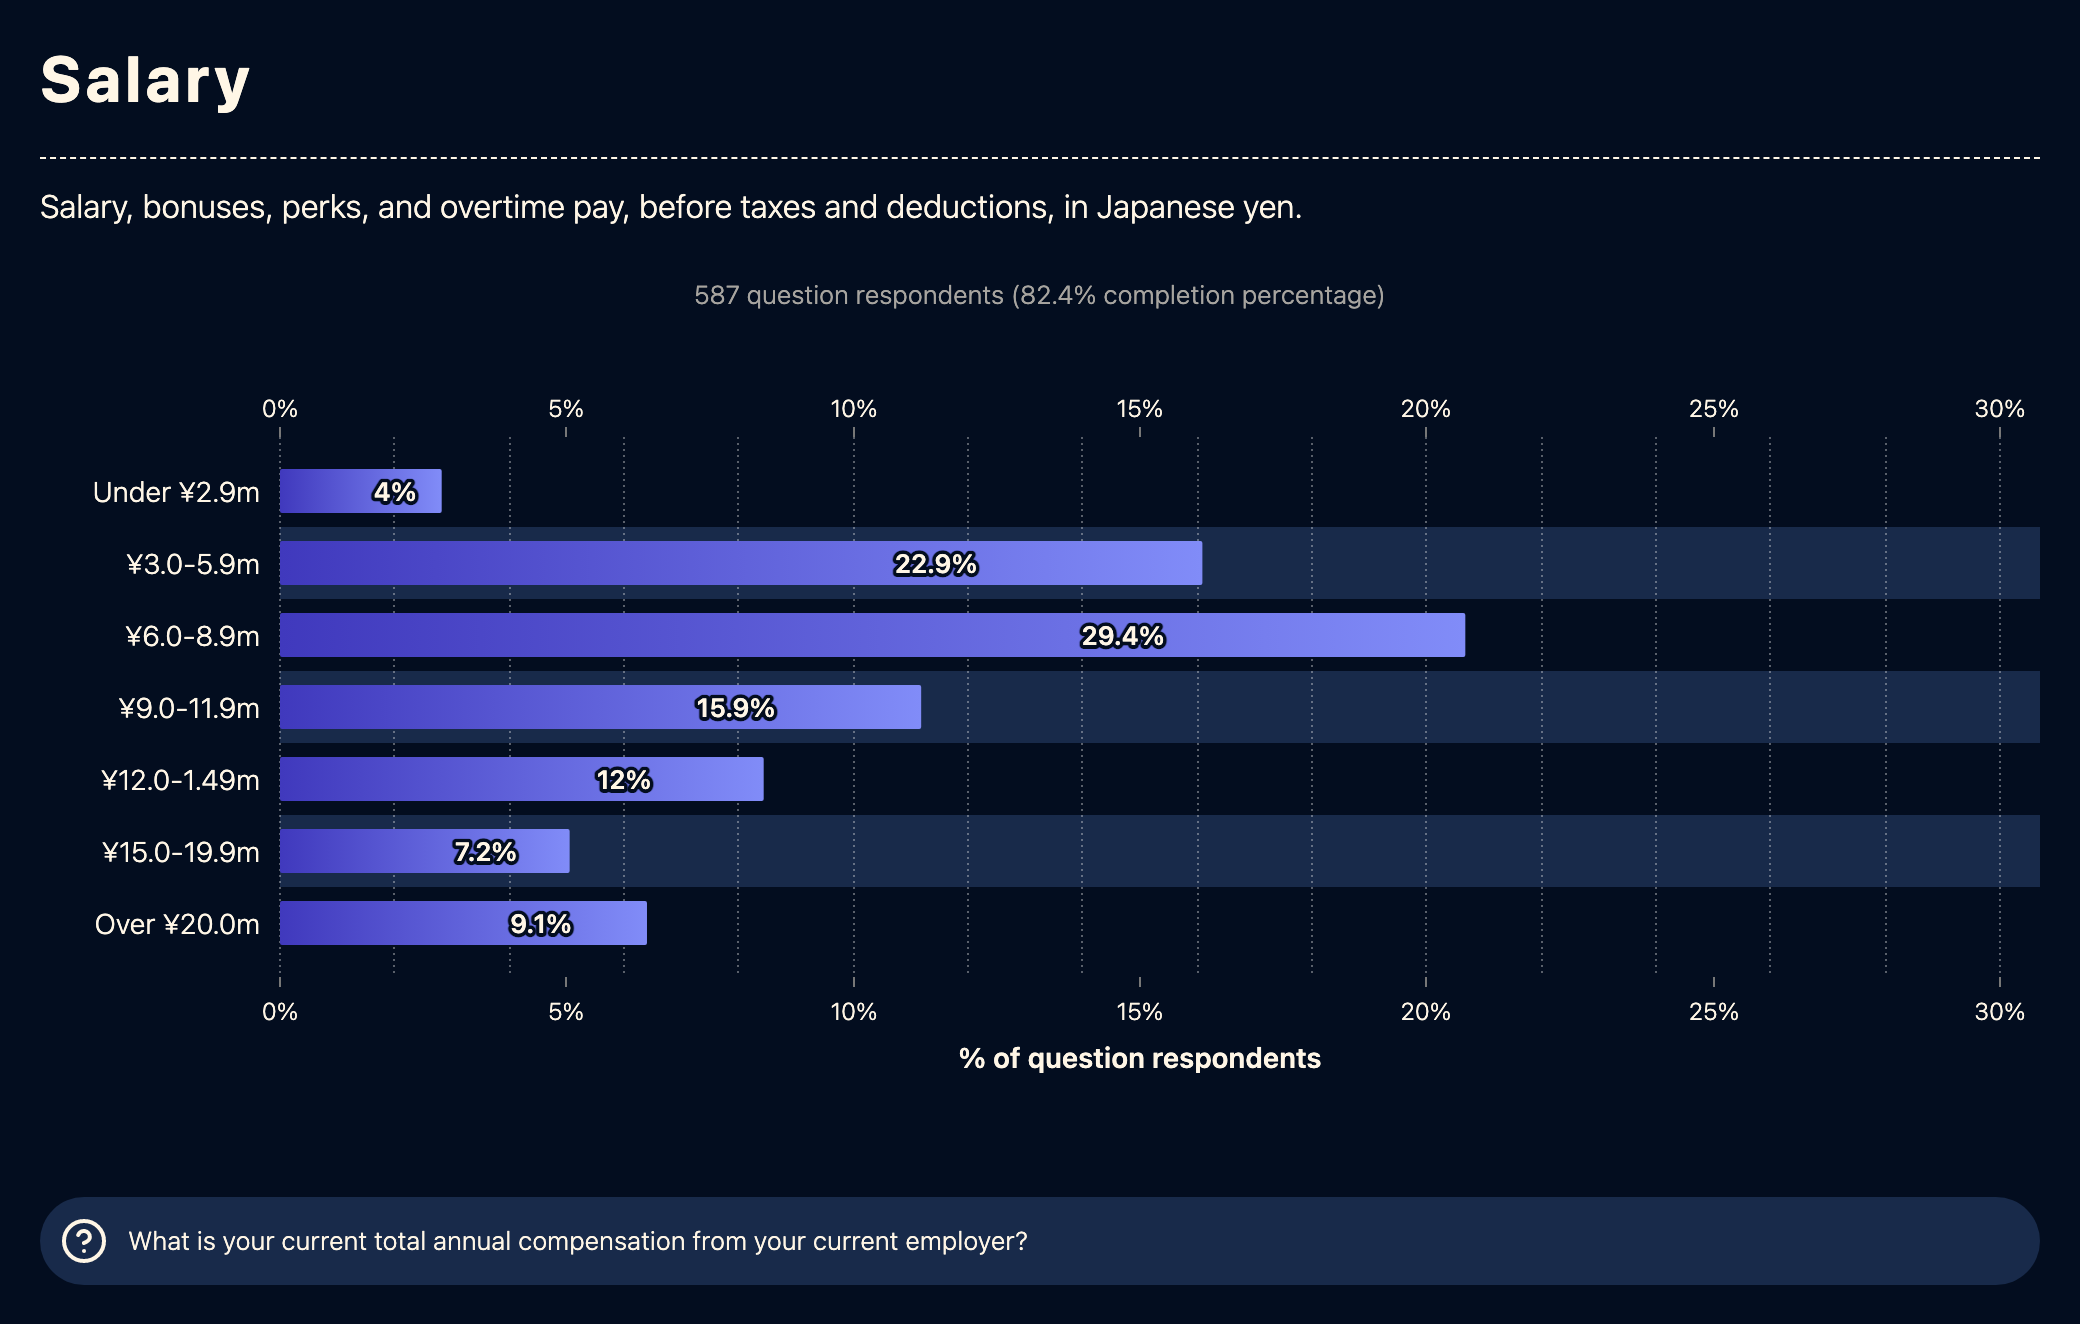 Salary
Salary, bonuses, perks, and overtime pay, before taxes and deductions, in Japanese yen.
587 question respondents (82.4% completion percentage)
0% 5% 10% 15% 20% 25% 30%
Under ¥2.9m 4%
¥3.0-5.9m 22.9%
¥6.0-8.9m 29.4%
¥9.0-11.9m 15.9%
¥12.0-1.49m 12%
¥15.0-19.9m 7.2%
Over ¥20.0m 9.1%
0% 5% 10% 15% 20% 25% 30%
% of question respondents
What is your current total annual compensation from your current employer?